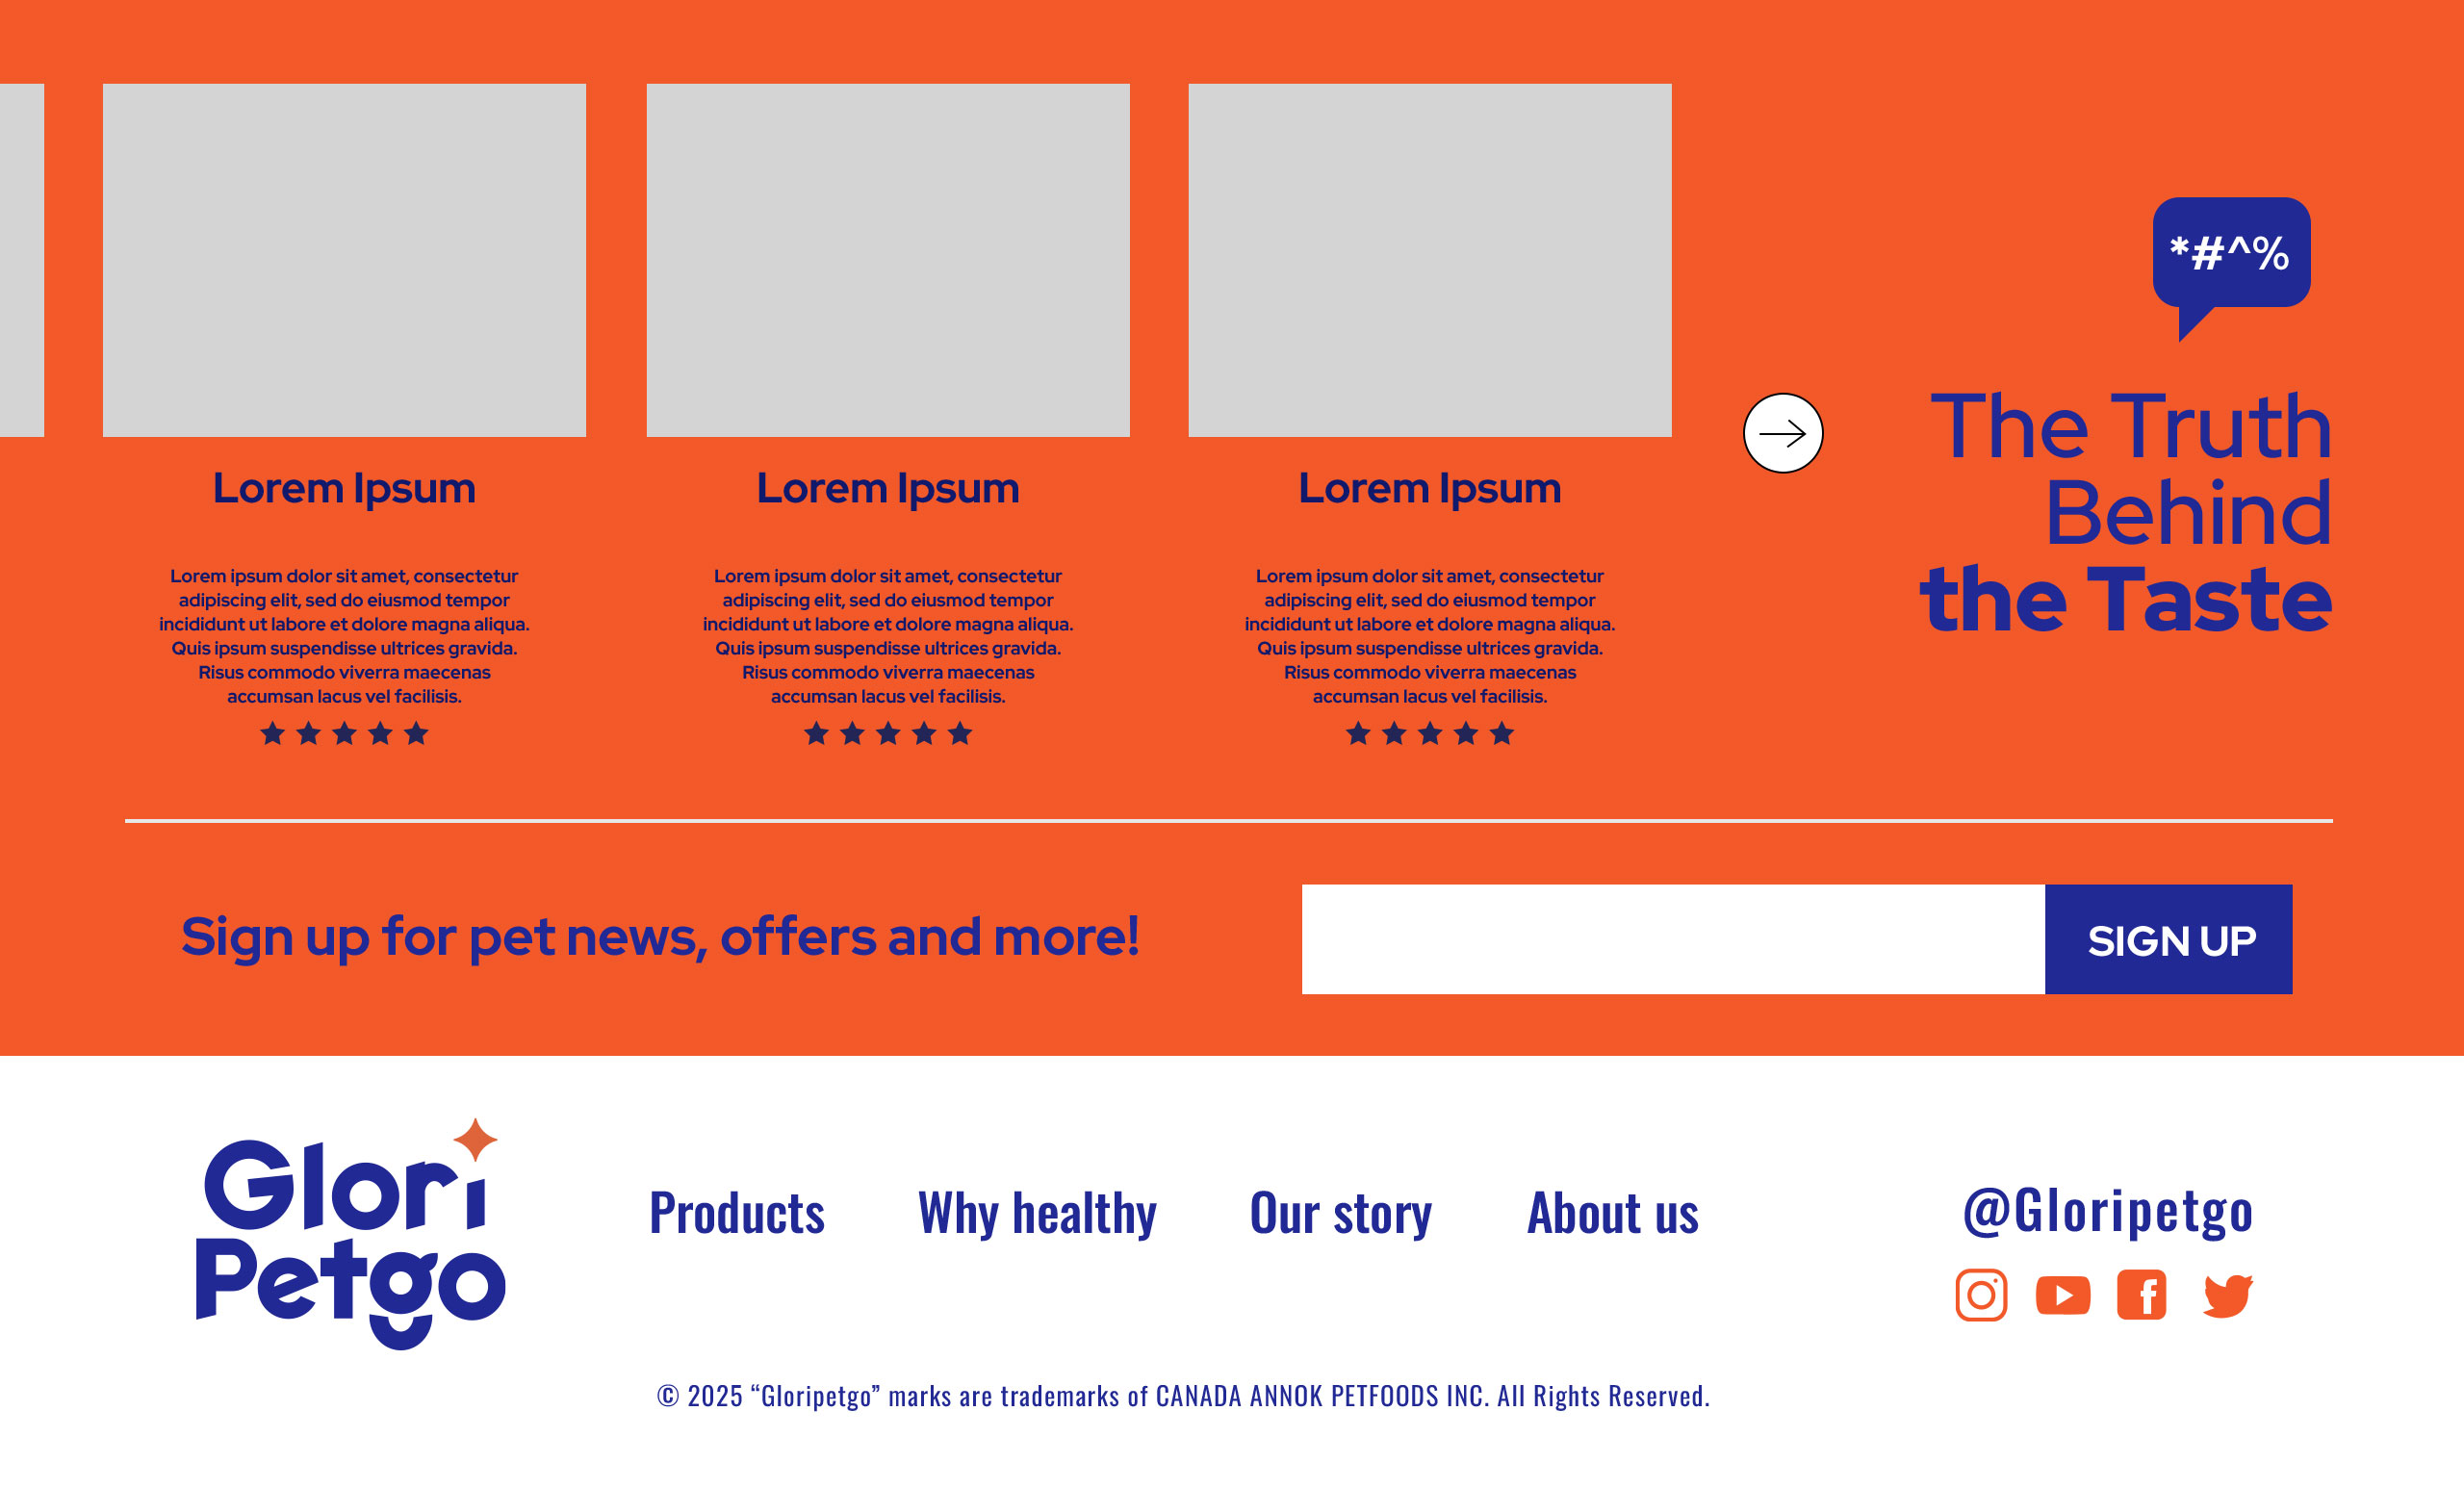 *#^%
The Truth
Behind
the Taste
Lorem Ipsum
Lorem ipsum dolor sit amet, consectetur
adipiscing elit, sed do eiusmod tempor
incididunt ut labore et dolore magna aliqua.
Quis ipsum suspendisse ultrices gravida.
Risus commodo viverra maecenas
accumsan lacus vel facilisis.
Lorem Ipsum
Lorem ipsum dolor sit amet, consectetur
adipiscing elit, sed do eiusmod tempor
incididunt ut labore et dolore magna aliqua.
Quis ipsum suspendisse ultrices gravida.
Risus commodo viverra maecenas
accumsan lacus vel facilisis.
Lorem Ipsum
Lorem ipsum dolor sit amet, consectetur
adipiscing elit, sed do eiusmod tempor
incididunt ut labore et dolore magna aliqua.
Quis ipsum suspendisse ultrices gravida.
Risus commodo viverra maecenas
accumsan lacus vel facilisis.
Sign up for pet news, offers and more!
SIGN UP
Glori
Petgo
Products
Why healthy
Our story
About us
@Gloripetgo
© 2025 “Gloripetgo” marks are trademarks of CANADA ANNOK PETFOODS INC. All Rights Reserved.